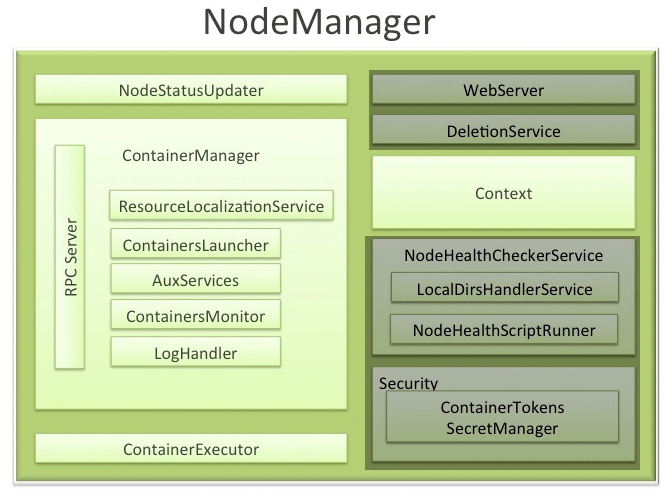 NodeManager
NodeStatusUpdater
ContainerManager
RPC Server
ResourceLocalizationService
ContainersLauncher
AuxServices
ContainersMonitor
LogHandler
ContainerExecutor
WebServer
DeletionService
Context
NodeHealthCheckerService
LocalDirsHandlerService
NodeHealthScriptRunner
Security
ContainerTokens
SecretManager